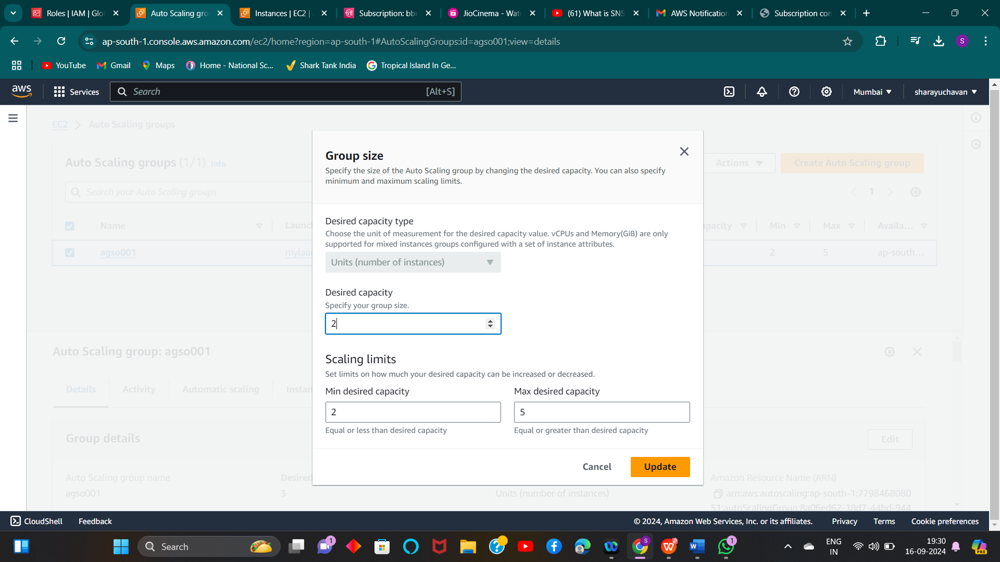 Roles | IAM | Glo
Auto Scaling gro
Instances | EC2 |
Subscription: bb
JioCinema - Wat
(61) What is SNS
AWS Notification
Subscription con
ap-south-1.console.aws.amazon.com/ec2/home?region=ap-south-1#AutoScalingGroups:id=agso001;view=details
S
YouTube
Gmail
Maps
Home - National Sc...
Shark Tank India
Tropical Island In Ge...
aws
Services
Search
[Alt+S]
Mumbai
sharayuchavan
EC2
Auto Scaling groups
Auto Scaling groups (1/1) Info
Actions
Create Auto Scaling group
Search your Auto Scaling groups
1
Name
Launc
pacity
Min
Max
Availa...
agso001
mylau
2
5
ap-south...
Group size
Specify the size of the Auto Scaling group by changing the desired capacity. You can also specify
minimum and maximum scaling limits.
Desired capacity type
Choose the unit of measurement for the desired capacity value. vCPUs and Memory(GiB) are only
supported for mixed instances groups configured with a set of instance attributes.
Units (number of instances)
Desired capacity
Specify your group size.
2
Scaling limits
Set limits on how much your desired capacity can be increased or decreased.
Min desired capacity
Max desired capacity
2
5
Equal or less than desired capacity
Equal or greater than desired capacity
Cancel
Update
Auto Scaling group: agso001
Details
Activity
Automatic scaling
Instan
Group details
Edit
Auto Scaling group name
Desired
Amazon Resource Name (ARN)
agso001
3
Units (number of instances)
arn:aws:autoscaling:ap-south-1:7798468080
51:autoScalingGroup:8a06ed62-18d7-44bd-944
CloudShell
Feedback
© 2024, Amazon Web Services, Inc. or its affiliates.
Privacy
Terms
Cookie preferences
Search
1
S
1
ENG
IN
19:30
16-09-2024
PRE